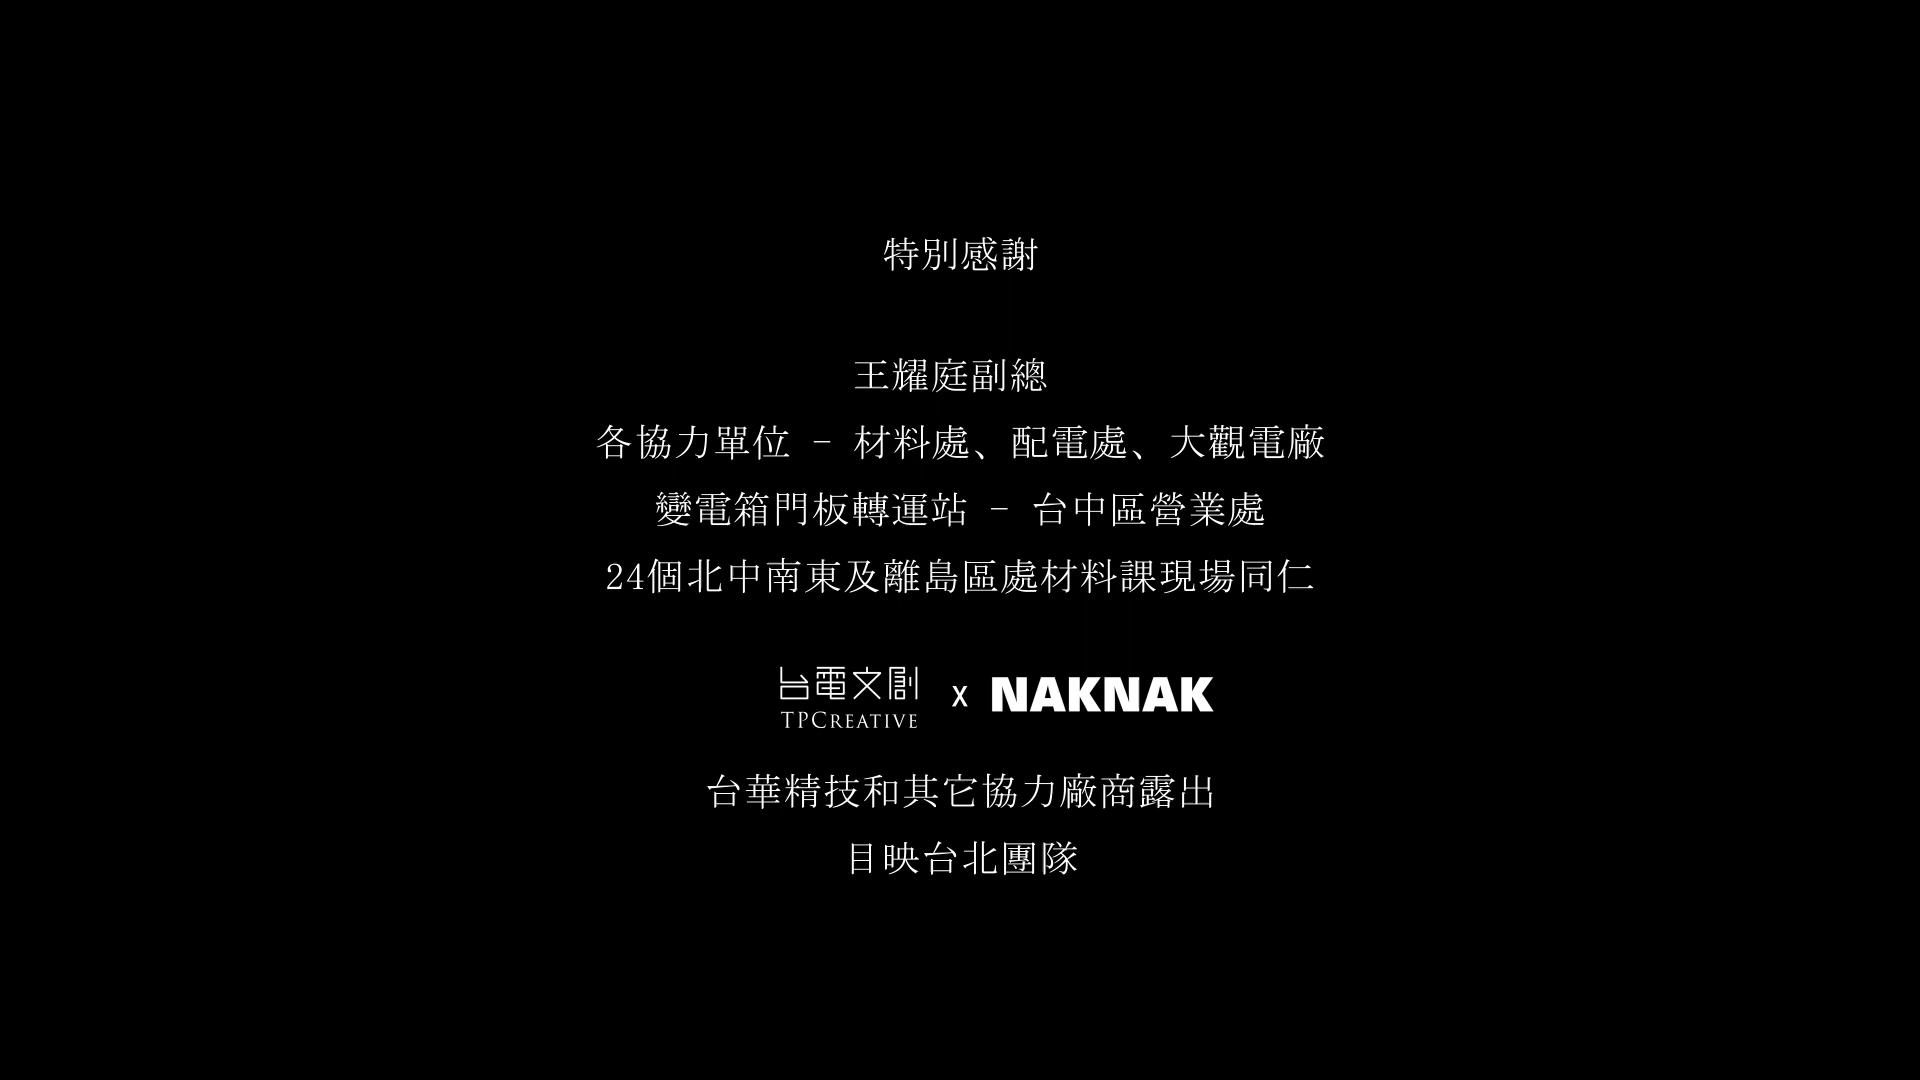 特別感謝
王耀庭副總
各協力單位 – 材料處、配電處、大觀電廠
變電箱門板轉運站 – 台中區營業處
24個北中南東及離島區處材料課現場同仁
台電文創 x NAKNAK
TPCREATIVE
台華精技和其它協力廠商露出
目映台北團隊